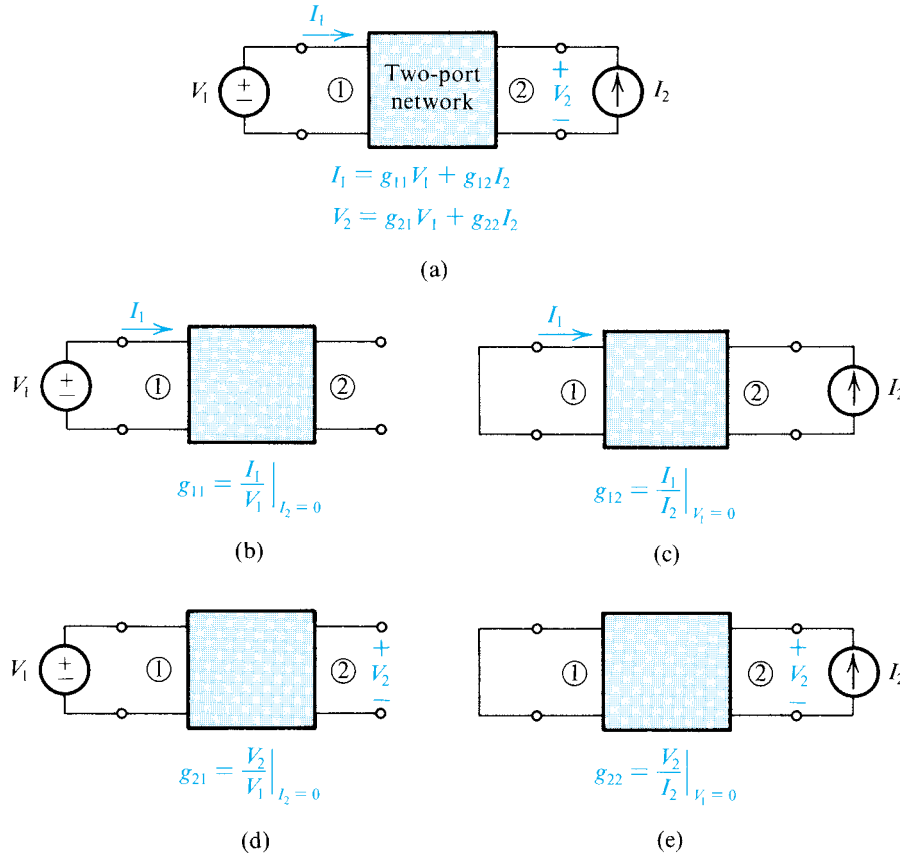 I₁
V₁ + − ① Two-port network ② + V₂ − I₂
I₁ = g₁₁V₁ + g₁₂I₂
V₂ = g₂₁V₁ + g₂₂I₂
(a)
I₁
V₁ + − ① ②
g₁₁ = I₁/V₁ |I₂=0
(b)
I₁
① ② I₂
g₁₂ = I₁/I₂ |V₁=0
(c)
V₁ + − ① ② + V₂ −
g₂₁ = V₂/V₁ |I₂=0
(d)
① ② + V₂ − I₂
g₂₂ = V₂/I₂ |V₁=0
(e)